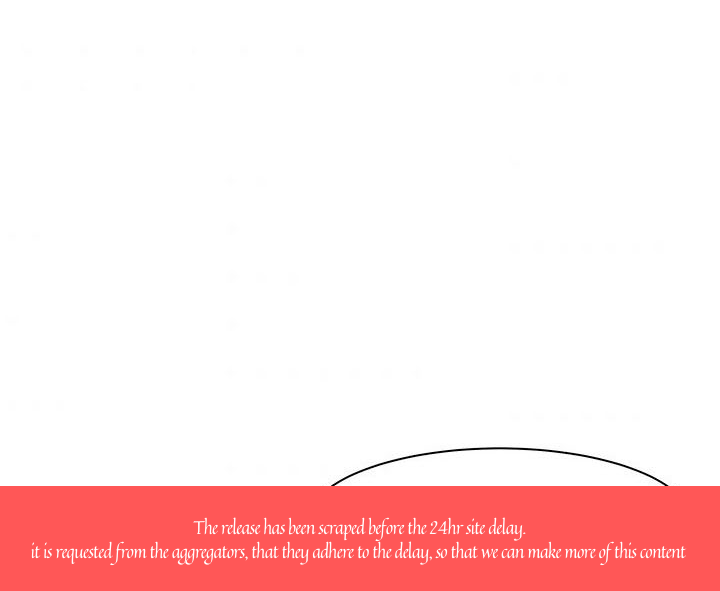 The release has been scraped before the 24hr site delay.
it is requested from the aggregators, that they adhere to the delay, so that we can make more of this content